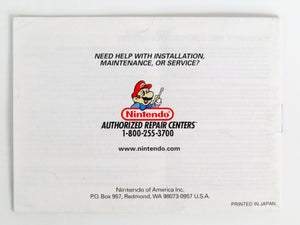 NEED HELP WITH INSTALLATION,
MAINTENANCE, OR SERVICE?
Nintendo
AUTHORIZED REPAIR CENTERS™
1-800-255-3700
www.nintendo.com
Nintendo of America Inc.
P.O. Box 957, Redmond, WA 98073-0957 U.S.A.
PRINTED IN JAPAN